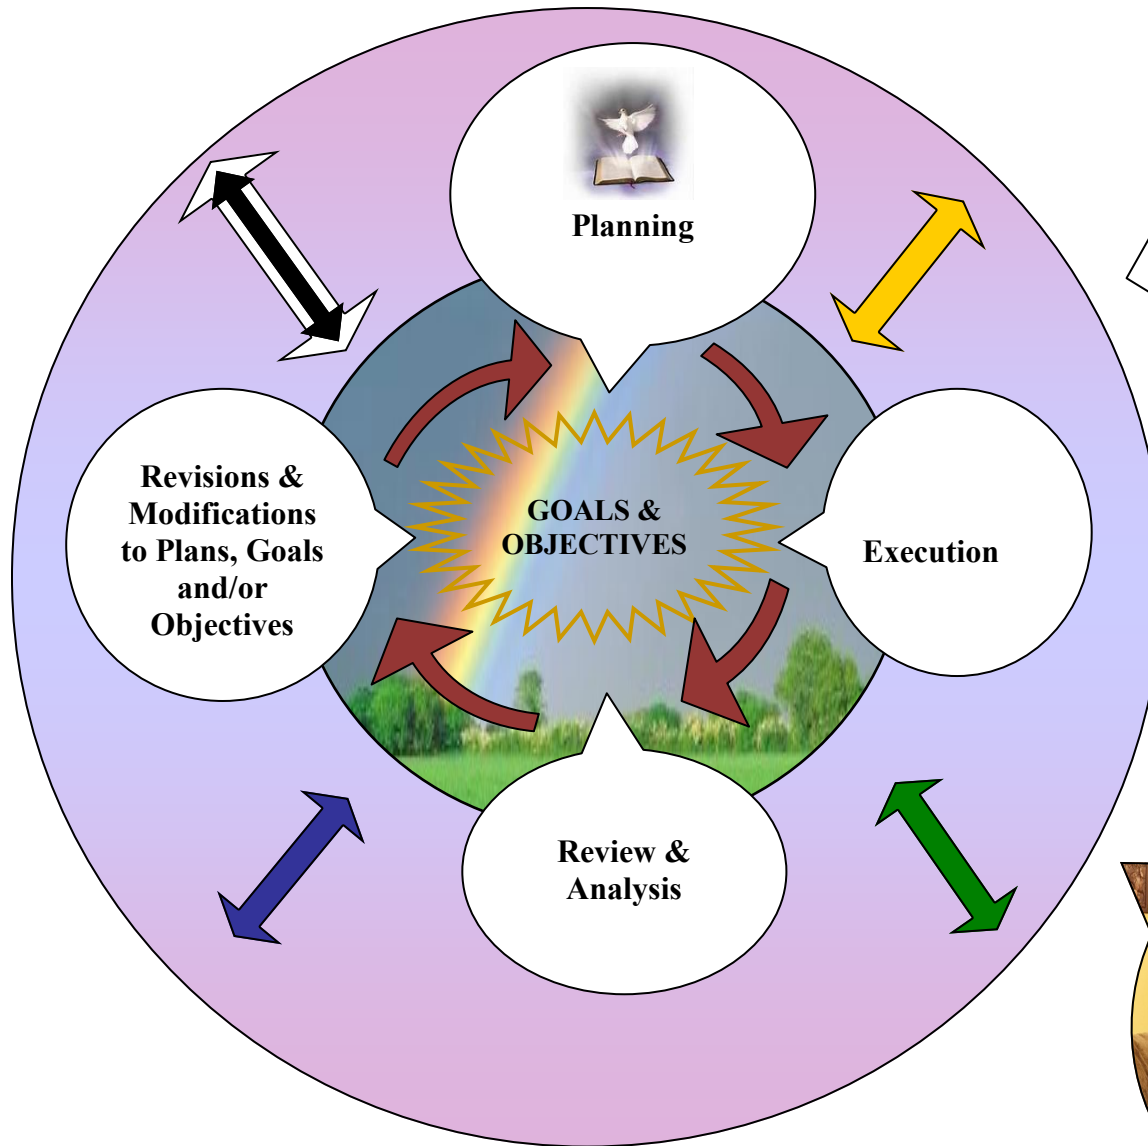 Planning
Revisions &
Modifications
to Plans, Goals
and/or
Objectives
GOALS &
OBJECTIVES
Execution
Review &
Analysis